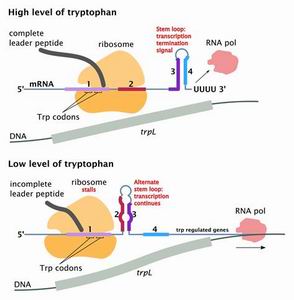 High level of tryptophan
complete
leader peptide
ribosome
Stem loop:
transcription
termination
signal
RNA pol
3
4
mRNA
1
2
5'
UUUU 3'
Trp codons
DNA
trpL
Low level of tryptophan
incomplete
leader peptide
ribosome
stalls
Alternate
stem loop:
transcription
continues
RNA pol
2
3
1
4
trp regulated genes
5'
Trp codons
trpL
DNA